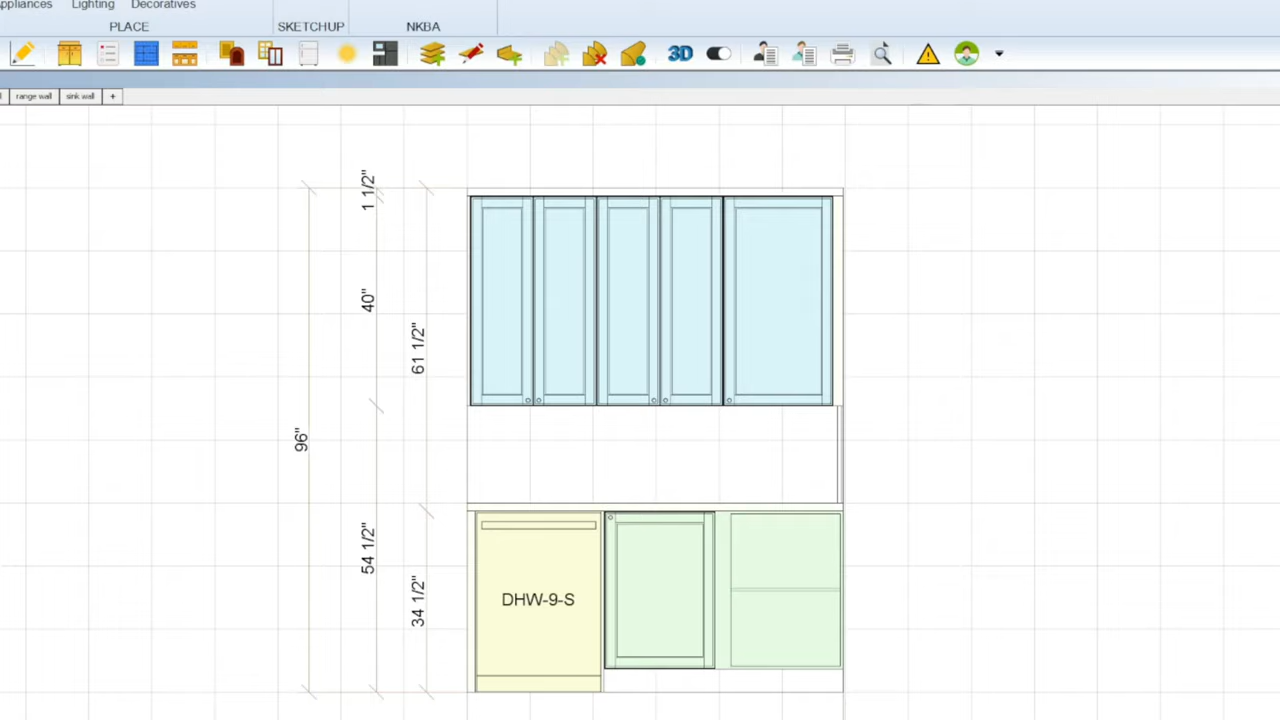 Lighting
Decoratives
PLACE
SKETCHUP
NKBA
3D
range wall
sink wall
+
1 1/2"
40"
61 1/2"
96"
54 1/2"
34 1/2"
DHW-9-S